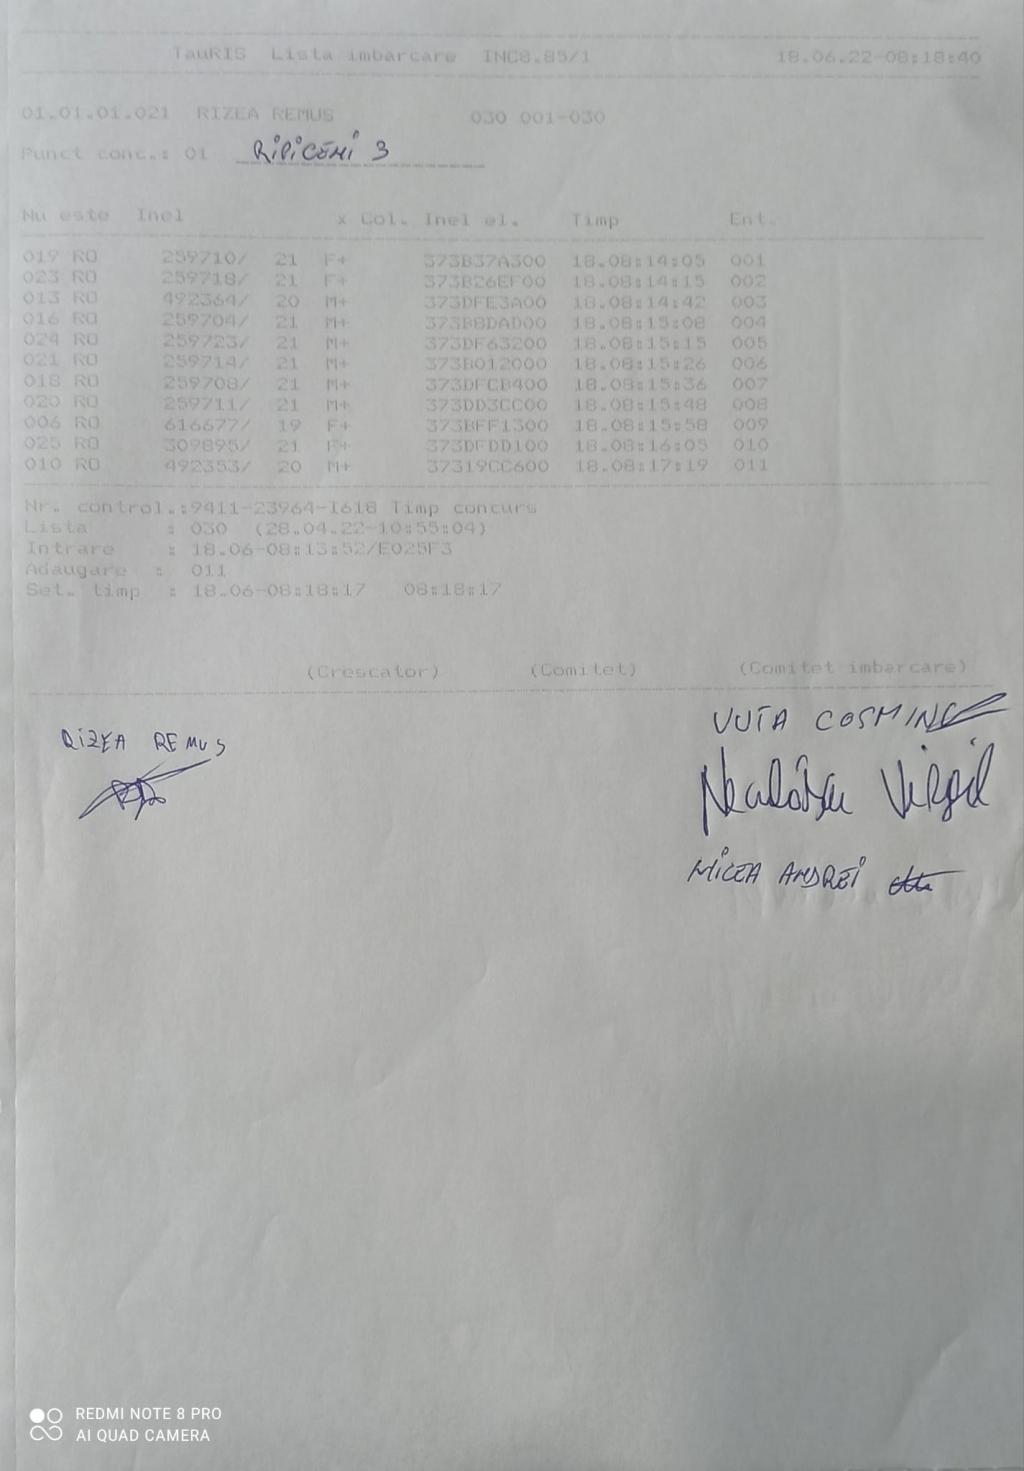 TauRIS Lista imbarcare INC8.85/1 18.06.22-08:18:40
01.01.01.021 RIZEA REMUS 030 001-030
Punct conc.: 01 RIPICENI 3
Nu este Inel x Col. Inel el. Timp Ent.
019 RO 259710/ 21 F+ 373B37A300 18.08:14:05 001
023 RO 259718/ 21 F+ 373B26EF00 18.08:14:15 002
013 RO 492364/ 20 M+ 373DFE3A00 18.08:14:42 003
016 RO 259704/ 21 M+ 373B8DAD00 18.08:15:08 004
024 RO 259723/ 21 M+ 373DF63200 18.08:15:15 005
021 RO 259714/ 21 M+ 373B012000 18.08:15:26 006
018 RO 259708/ 21 M+ 373DFCB400 18.08:15:36 007
020 RO 259711/ 21 M+ 373DD3CC00 18.08:15:48 008
006 RO 616677/ 19 F+ 373BFF1300 18.08:15:58 009
025 RO 309895/ 21 F+ 373DFDD100 18.08:16:05 010
010 RO 492353/ 20 M+ 37319CC600 18.08:17:19 011
Nr. control.:9411-23964-1618 Timp concurs
Lista : 030 (28.04.22-10:55:04)
Intrare : 18.06-08:13:52/E025F3
Adaugare : 011
Set. timp : 18.06-08:18:17 08:18:17
(Crescator) (Comitet) (Comitet imbarcare)
RIZEA REMUS
VUTA COSMIN
Virgil
MICEA ANDREI
REDMI NOTE 8 PRO
AI QUAD CAMERA